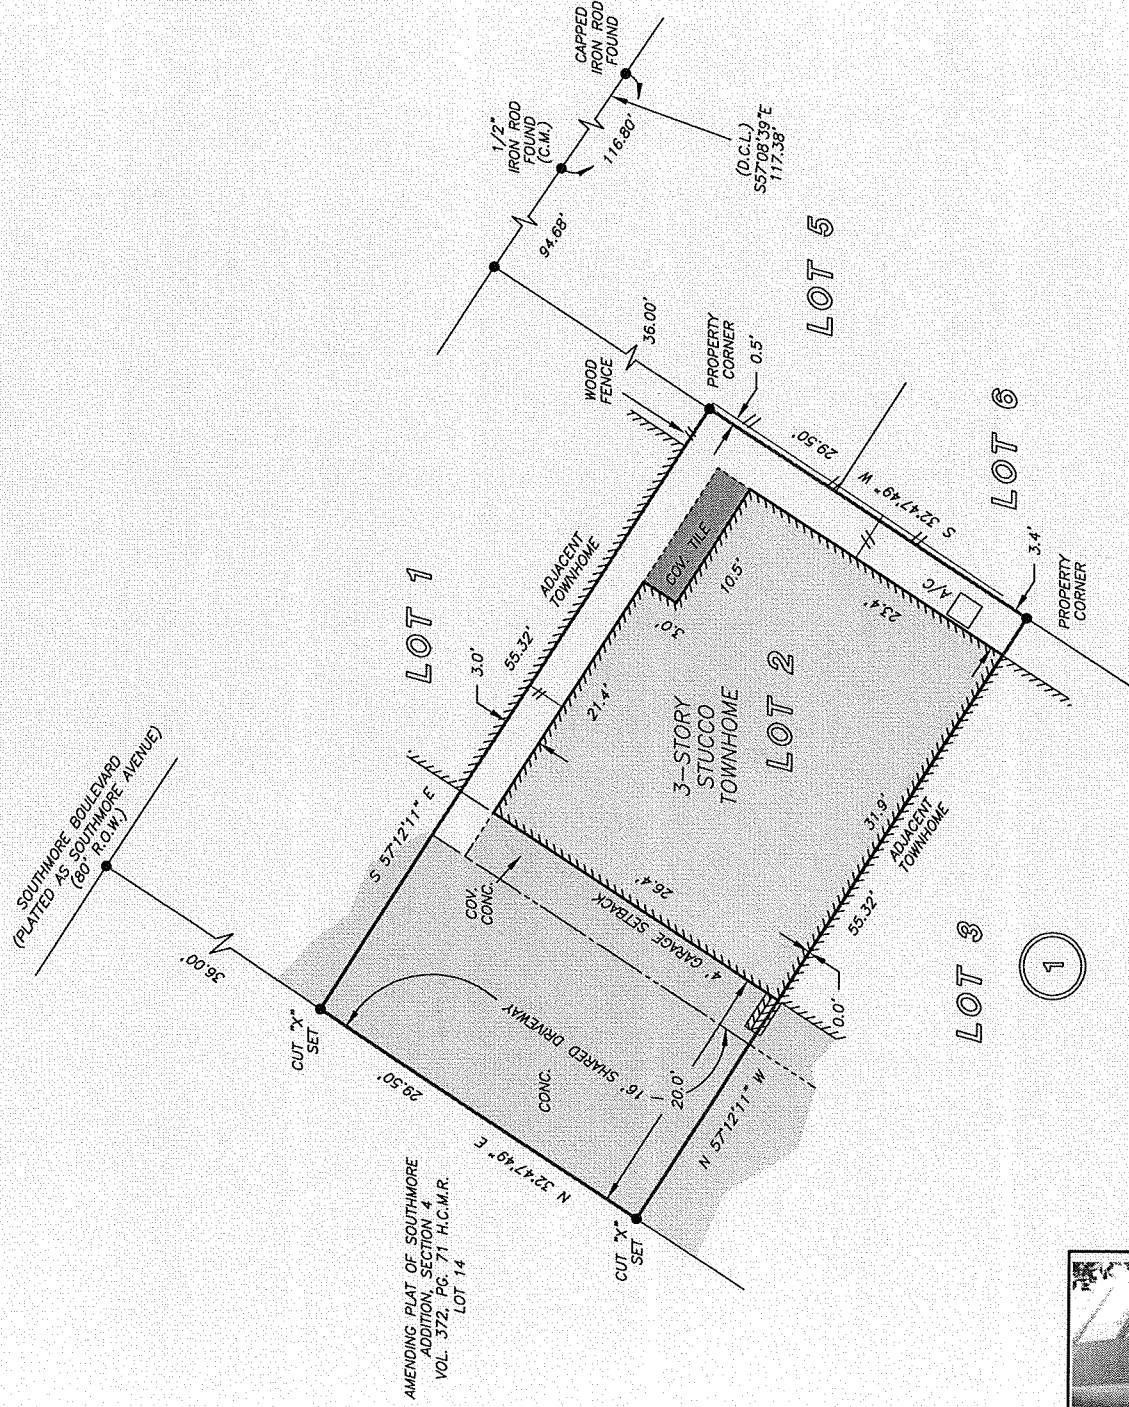 CAPPED
IRON ROD
FOUND
1/2"
IRON ROD
FOUND
(C.M.)
116.80'
(D.C.L.)
S57°08'39"E
117.38'
94.68'
LOT 5
36.00'
WOOD
FENCE
PROPERTY
CORNER
0.5'
29.50'
S 32°47'49" W
LOT 6
ADJACENT
TOWNHOME
LOT 1
3.0'
55.32'
COV. TILE
10.5'
3.0'
21.4'
A/C
23.4'
3.4'
PROPERTY
CORNER
3-STORY
STUCCO
TOWNHOME
LOT 2
SOUTHMORE BOULEVARD
(PLATTED AS SOUTHMORE AVENUE)
(80' R.O.W.)
36.00'
S 57°12'11" E
COV.
CONC.
26.4'
4' GARAGE SETBACK
31.9'
ADJACENT
TOWNHOME
55.32'
LOT 3
1
0.0'
CUT "X"
SET
16' SHARED DRIVEWAY
29.50'
CONC.
20.0'
N 57°12'11" W
N 32°47'49" E
CUT "X"
SET
AMENDING PLAT OF SOUTHMORE
ADDITION, SECTION 4
VOL. 372, PG. 71 H.C.M.R.
LOT 14